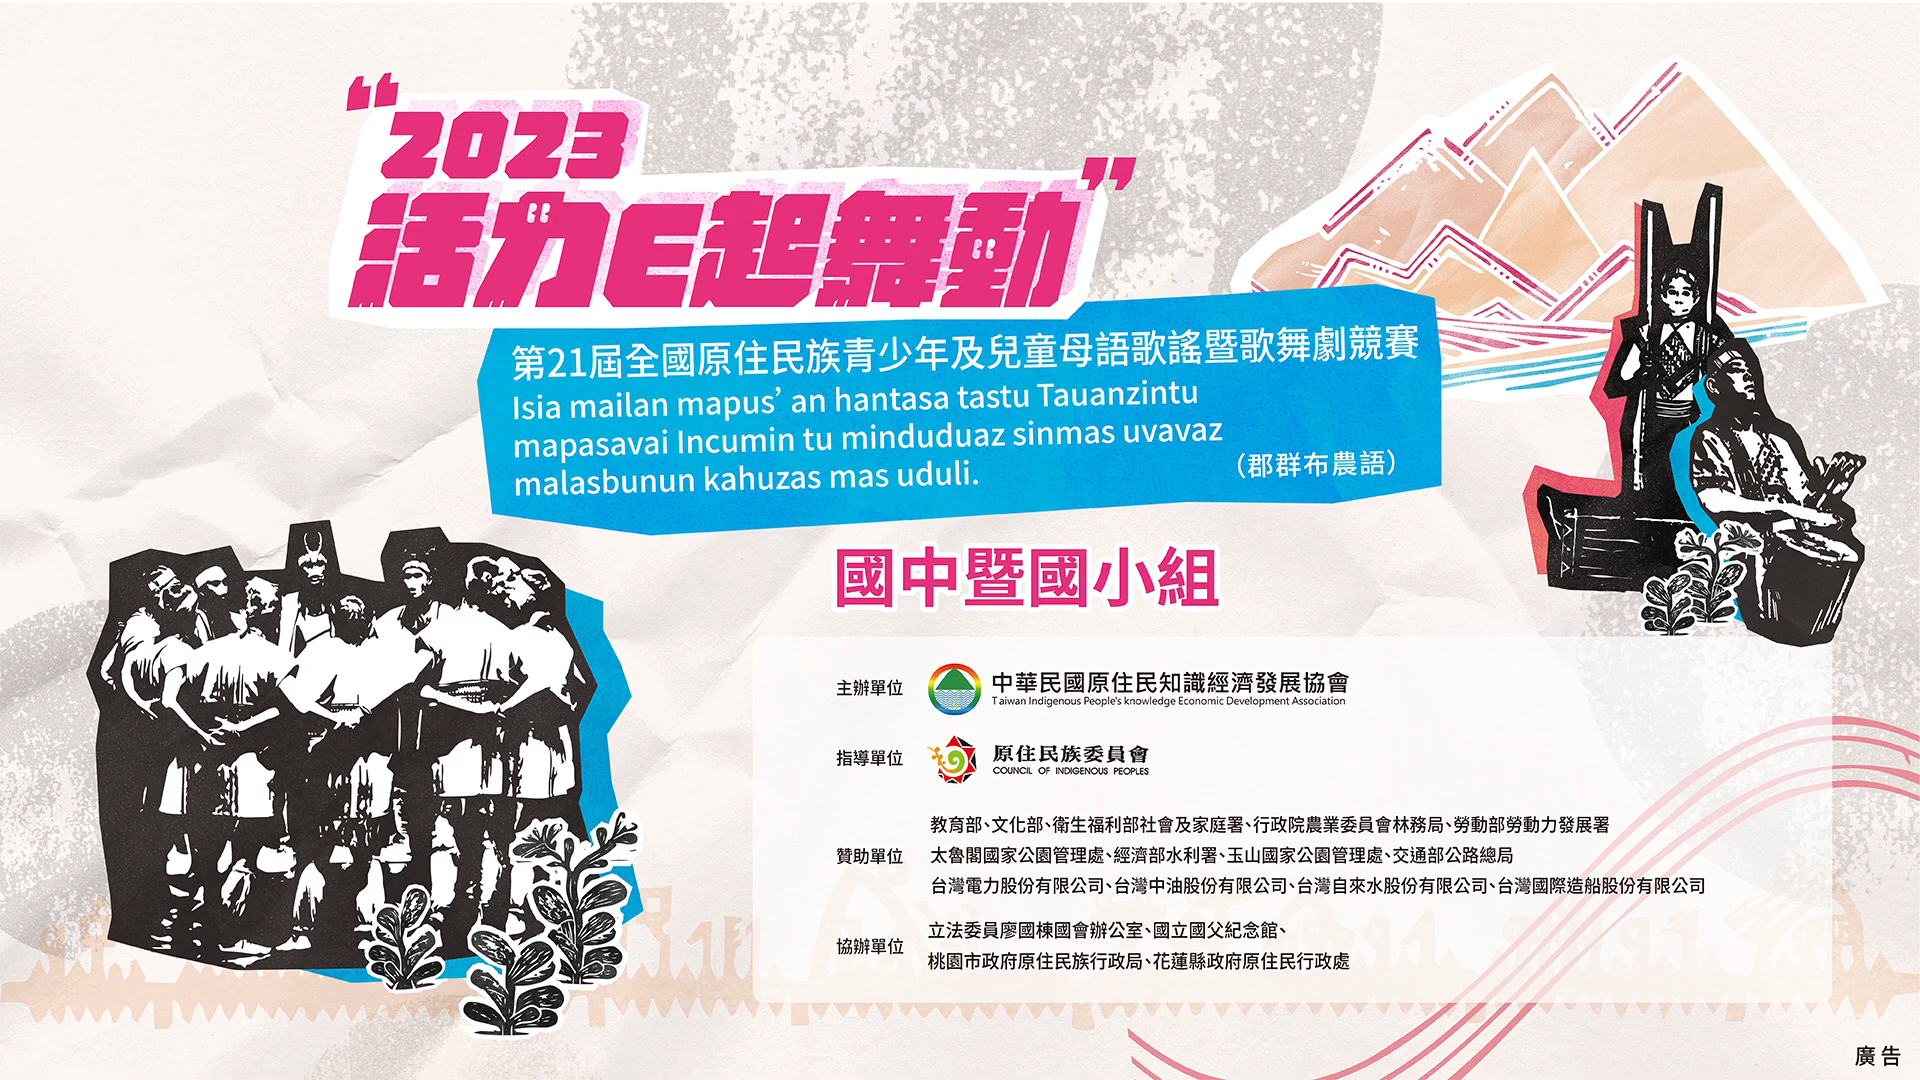 “2023
活力E起舞動”
第21屆全國原住民族青少年及兒童母語歌謠暨歌舞劇競賽
Isia mailan mapus’ an hantasa tastu Tauanzintu
mapasavai Incumin tu minduduaz sinmas uvavaz
malasbunun kahuzas mas uduli.
（郡群布農語）
國中暨國小組
主辦單位 中華民國原住民知識經濟發展協會
Taiwan Indigenous People's knowledge Economic Development Association
指導單位 原住民族委員會
COUNCIL OF INDIGENOUS PEOPLES
贊助單位
教育部、文化部、衛生福利部社會及家庭署、行政院農業委員會林務局、勞動部勞動力發展署
太魯閣國家公園管理處、經濟部水利署、玉山國家公園管理處、交通部公路總局
台灣電力股份有限公司、台灣中油股份有限公司、台灣自來水股份有限公司、台灣國際造船股份有限公司
協辦單位
立法委員廖國棟國會辦公室、國立國父紀念館、
桃園市政府原住民族行政局、花蓮縣政府原住民行政處
廣告